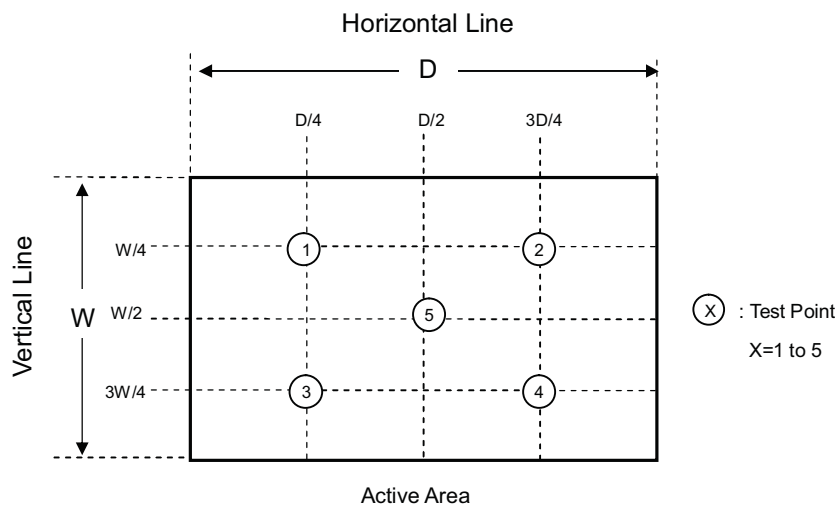 Horizontal Line
D
D/4 D/2 3D/4
Vertical Line
W
W/4
1 2
W/2
5
X : Test Point
X=1 to 5
3W/4
3 4
Active Area